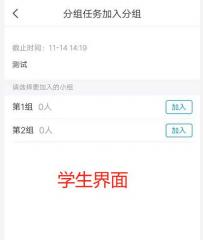 分组任务加入分组
截止时间：11-14 14:19
测试
请选择要加入的小组
第1组 0人 加入
第2组 0人 加入
学生界面